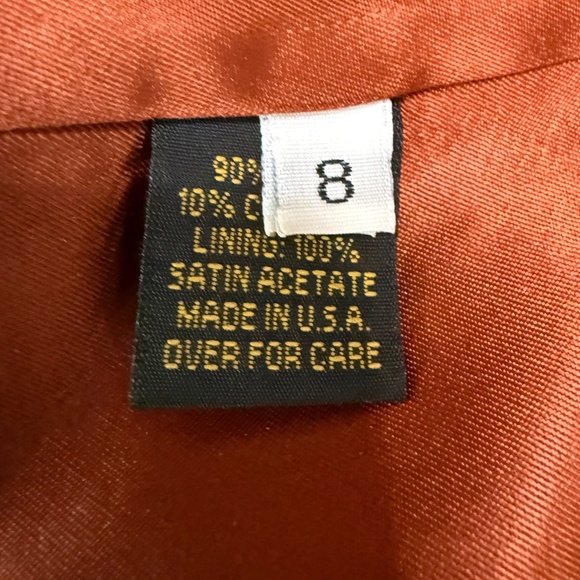 8
90%
10%
LINING: 100%
SATIN ACETATE
MADE IN U.S.A.
OVER FOR CARE